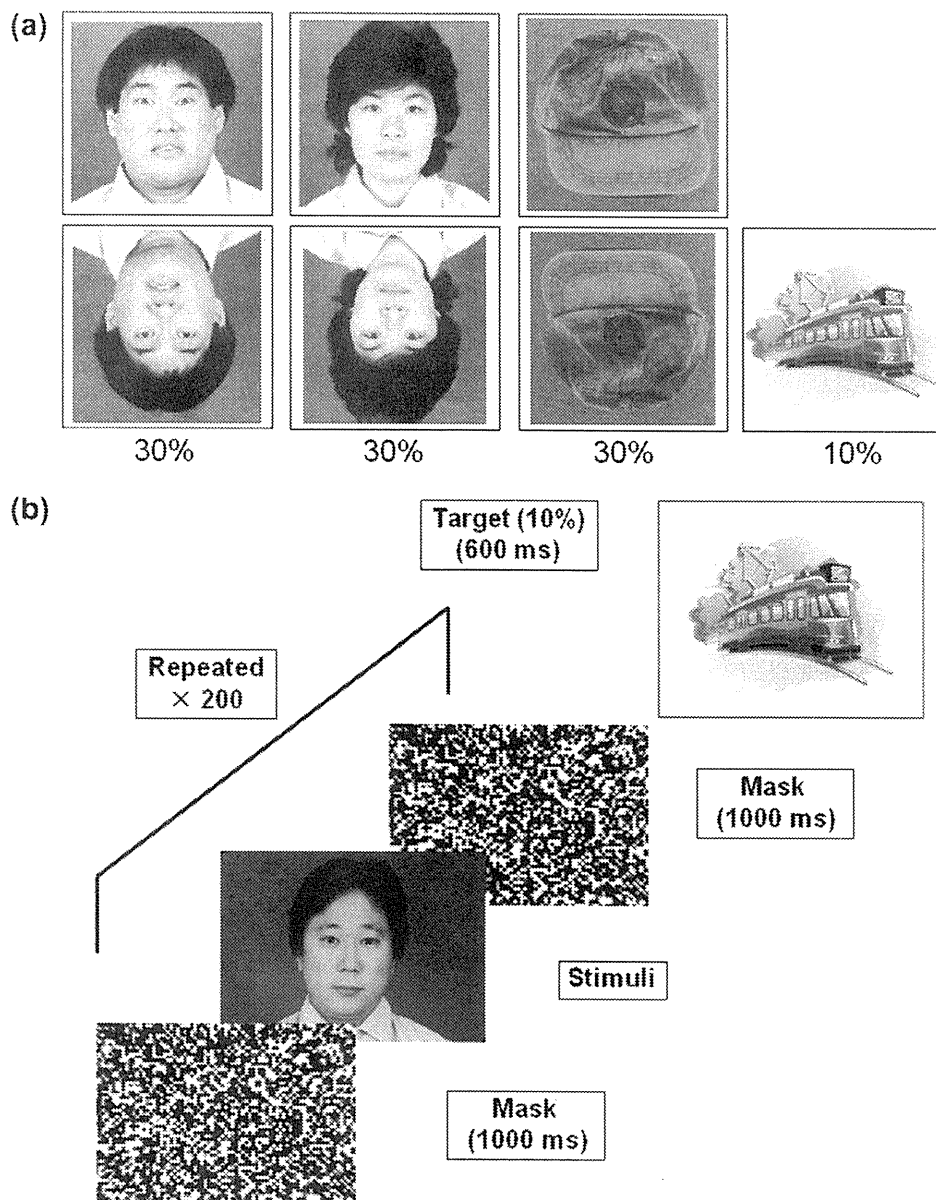 (a)
30%
30%
30%
10%
(b)
Target (10%)
(600 ms)
Repeated
× 200
Mask
(1000 ms)
Stimuli
Mask
(1000 ms)